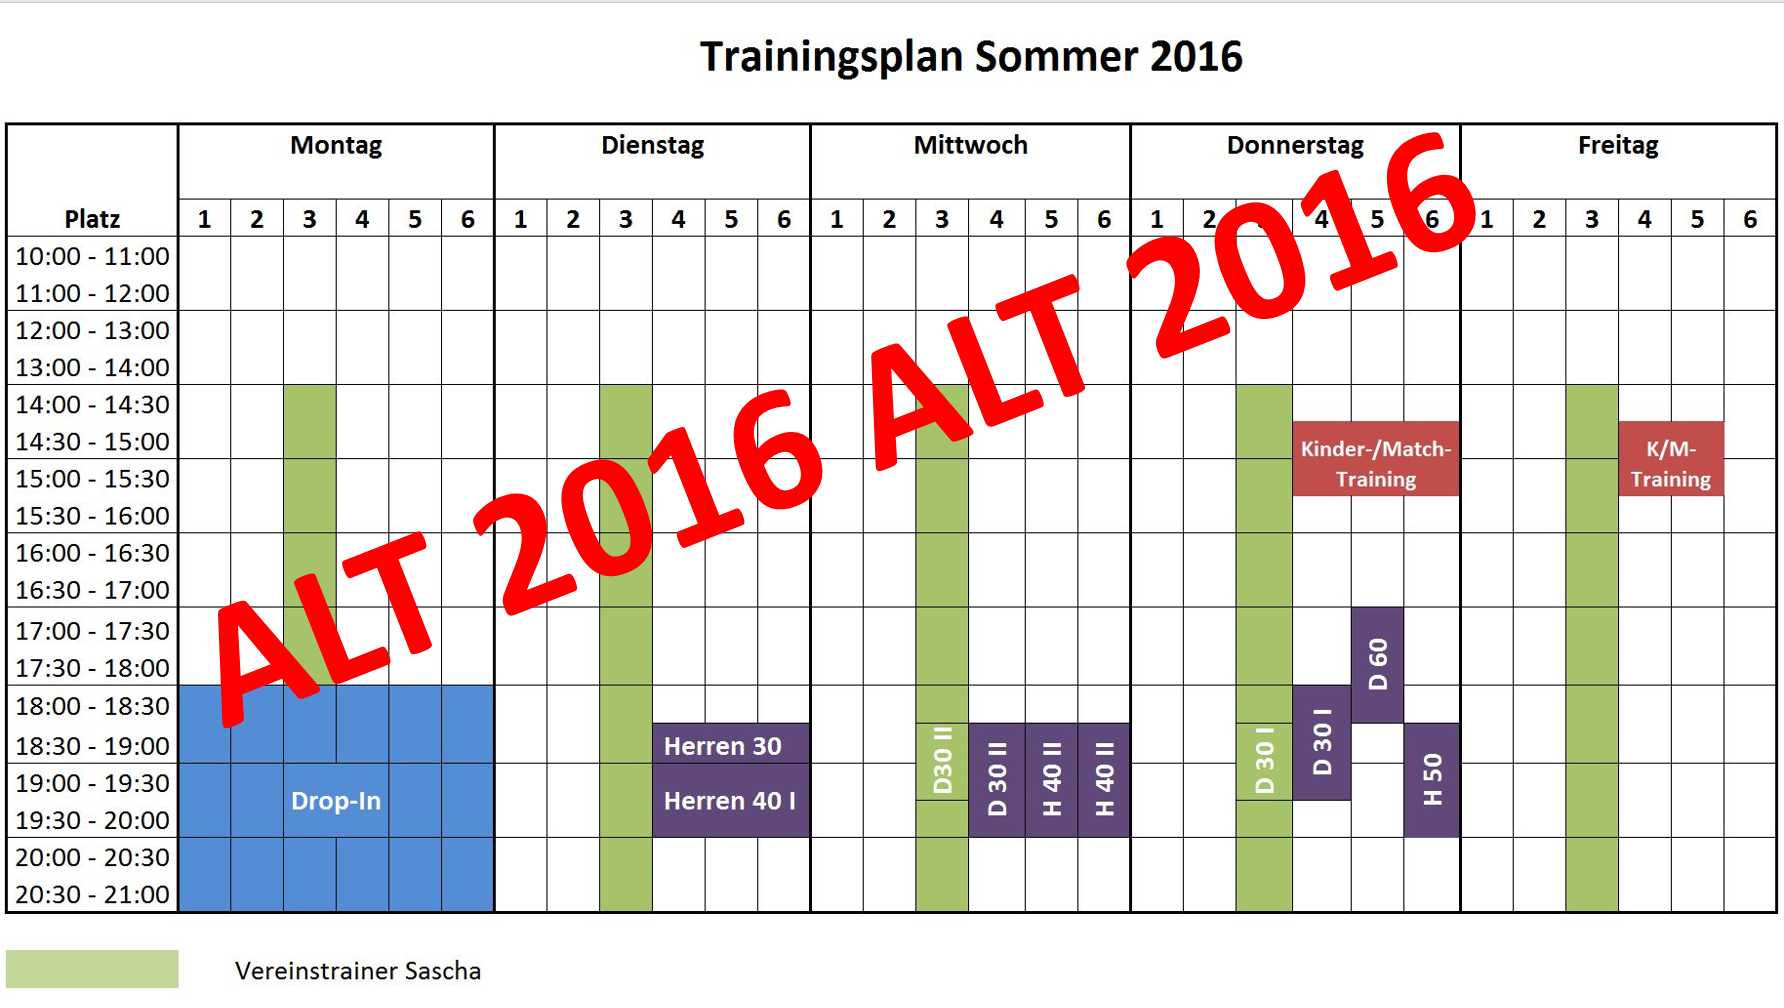 Trainingsplan Sommer 2016
Montag Dienstag Mittwoch Donnerstag Freitag
Platz 1 2 3 4 5 6 1 2 3 4 5 6 1 2 3 4 5 6 1 2 3 4 5 6 1 2 3 4 5 6
10:00 - 11:00
11:00 - 12:00
12:00 - 13:00
13:00 - 14:00
14:00 - 14:30
14:30 - 15:00
Kinder-/Match-
Training
K/M-
Training
15:00 - 15:30
15:30 - 16:00
16:00 - 16:30
16:30 - 17:00
17:00 - 17:30
17:30 - 18:00
D 60
18:00 - 18:30
18:30 - 19:00
Herren 30
D30 II
D 30 II
H 40 II
H 40 II
D 30 I
D 30 I
H 50
19:00 - 19:30
Drop-In
Herren 40 I
19:30 - 20:00
20:00 - 20:30
20:30 - 21:00
ALT 2016 ALT 2016
Vereinstrainer Sascha